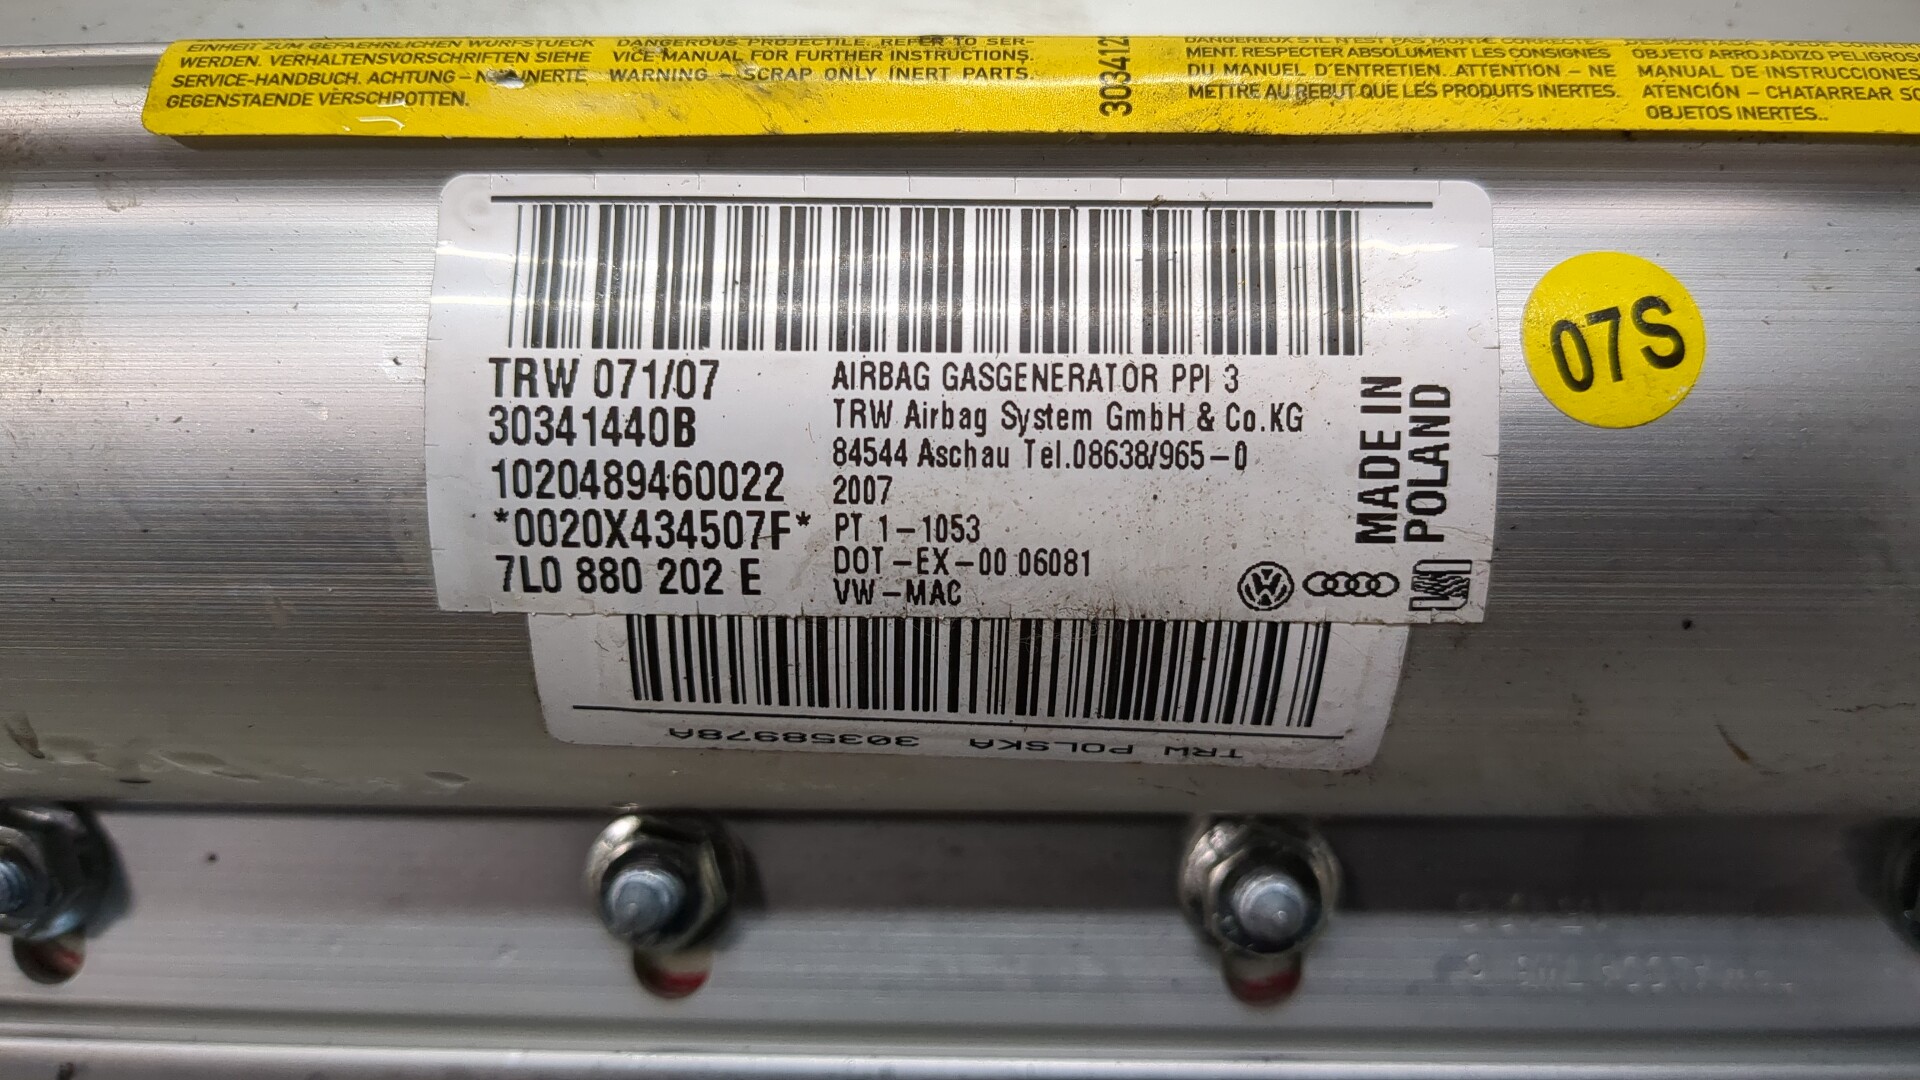 EINHEIT ZUM GEFAEHRLICHEN WURFSTUECK
WERDEN. VERHALTENSVORSCHRIFTEN SIEHE
SERVICE-HANDBUCH. ACHTUNG - NUR INERTE
GEGENSTAENDE VERSCHROTTEN.
DANGEROUS PROJECTILE. REFER TO SER-
VICE MANUAL FOR FURTHER INSTRUCTIONS.
WARNING - SCRAP ONLY INERT PARTS.
303412
DANGEREUX S'IL N'EST PAS
MENT. RESPECTER ABSOLUMENT LES CONSIGNES
DU MANUEL D'ENTRETIEN. ATTENTION - NE
METTRE AU REBUT QUE LES PRODUITS INERTES.
OBJETO ARROJADIZO PELIGROS
MANUAL DE INSTRUCCIONES
ATENCIÓN - CHATARREAR SO
OBJETOS INERTES..
TRW 071/07
30341440B
1020489460022
*0020X434507F*
7L0 880 202 E
AIRBAG GASGENERATOR PPI 3
TRW Airbag System GmbH & Co.KG
84544 Aschau Tel.08638/965-0
2007
PT 1-1053
DOT-EX-00 06081
VW-MAC
MADE IN
POLAND
07S
TRW POLSKA 30358978A